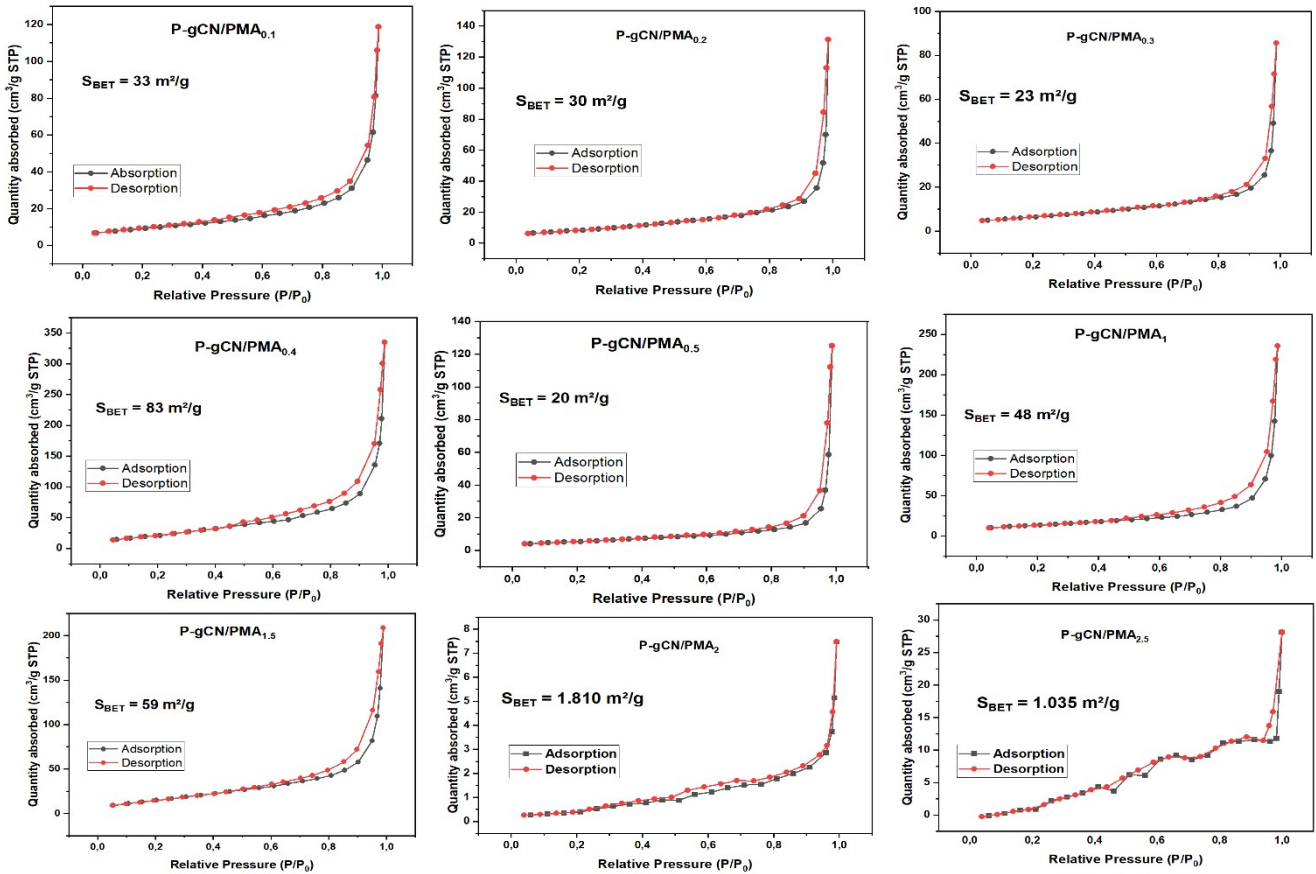 P-gCN/PMA0.1
SBET = 33 m²/g
Absorption
Desorption
Quantity absorbed (cm³/g STP)
120
100
80
60
40
20
0
0,0 0,2 0,4 0,6 0,8 1,0
Relative Pressure (P/P0)
P-gCN/PMA0.2
SBET = 30 m²/g
Adsorption
Desorption
Quantity absorbed (cm³/g STP)
140
120
100
80
60
40
20
0
0,0 0,2 0,4 0,6 0,8 1,0
Relative Pressure (P/P0)
P-gCN/PMA0.3
SBET = 23 m²/g
Adsorption
Desorption
Quantity absorbed (cm³/g STP)
100
80
60
40
20
0
0,0 0,2 0,4 0,6 0,8 1,0
Relative Pressure (P/P0)
P-gCN/PMA0.4
SBET = 83 m²/g
Adsorption
Desorption
Quantity absorbed (cm³/g STP)
350
300
250
200
150
100
50
0
0,0 0,2 0,4 0,6 0,8 1,0
Relative Pressure (P/P0)
P-gCN/PMA0.5
SBET = 20 m²/g
Adsorption
Desorption
Quantity absorbed (cm³/g STP)
140
120
100
80
60
40
20
0
0,0 0,2 0,4 0,6 0,8 1,0
Relative Pressure (P/P0)
P-gCN/PMA1
SBET = 48 m²/g
Adsorption
Desorption
Quantity absorbed (cm³/g STP)
250
200
150
100
50
0
0,0 0,2 0,4 0,6 0,8 1,0
Relative Pressure (P/P0)
P-gCN/PMA1.5
SBET = 59 m²/g
Adsorption
Desorption
Quantity absorbed (cm³/g STP)
200
150
100
50
0
0,0 0,2 0,4 0,6 0,8 1,0
Relative Pressure (P/P0)
P-gCN/PMA2
SBET = 1.810 m²/g
Adsorption
Desorption
Quantity absorbed (cm³/g STP)
8
7
6
5
4
3
2
1
0
0,0 0,2 0,4 0,6 0,8 1,0
Relative Pressure (P/P0)
P-gCN/PMA2.5
SBET = 1.035 m²/g
Adsorption
Desorption
Quantity absorbed (cm³/g STP)
30
25
20
15
10
5
0
0,0 0,2 0,4 0,6 0,8 1,0
Relative Pressure (P/P0)